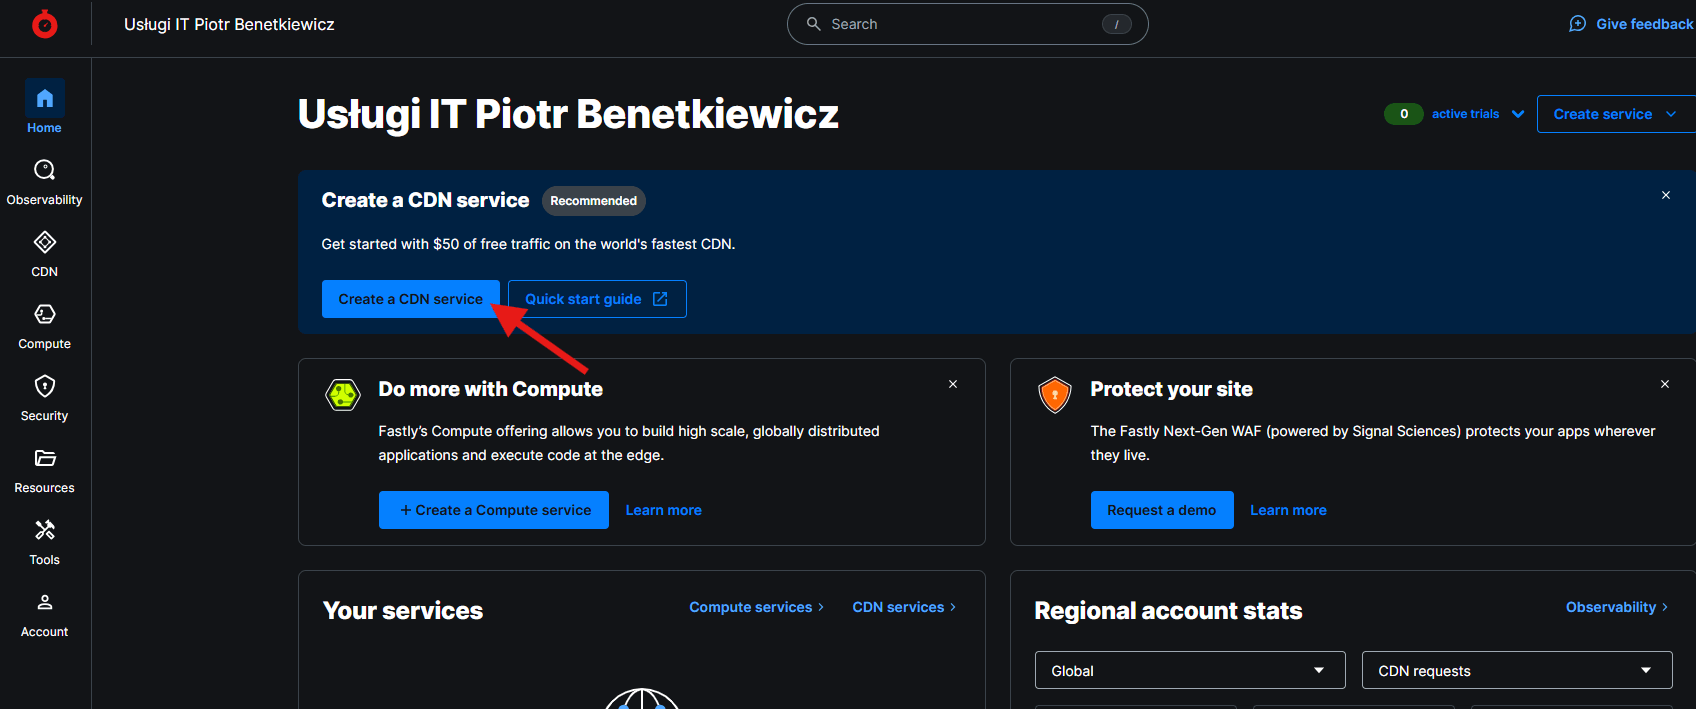 Usługi IT Piotr Benetkiewicz
Search
/
Give feedback
Home
Observability
CDN
Compute
Security
Resources
Tools
Account
Usługi IT Piotr Benetkiewicz
0 active trials
Create service
Create a CDN service Recommended
Get started with $50 of free traffic on the world's fastest CDN.
Create a CDN service
Quick start guide
Do more with Compute
Fastly’s Compute offering allows you to build high scale, globally distributed
applications and execute code at the edge.
+ Create a Compute service
Learn more
Protect your site
The Fastly Next-Gen WAF (powered by Signal Sciences) protects your apps wherever
they live.
Request a demo
Learn more
Your services
Compute services
CDN services
Regional account stats
Observability
Global
CDN requests